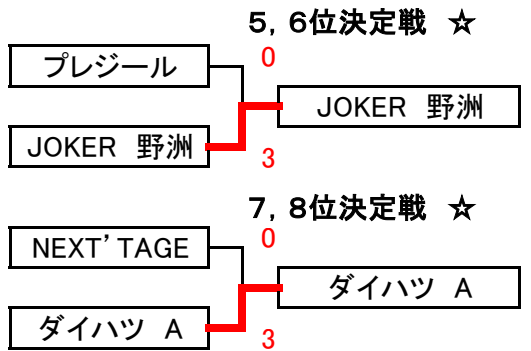 5，6位決定戦　☆
0
プレジール
JOKER　野洲
JOKER　野洲
3
7，8位決定戦　☆
0
NEXT’TAGE
ダイハツ　A
ダイハツ　A
3